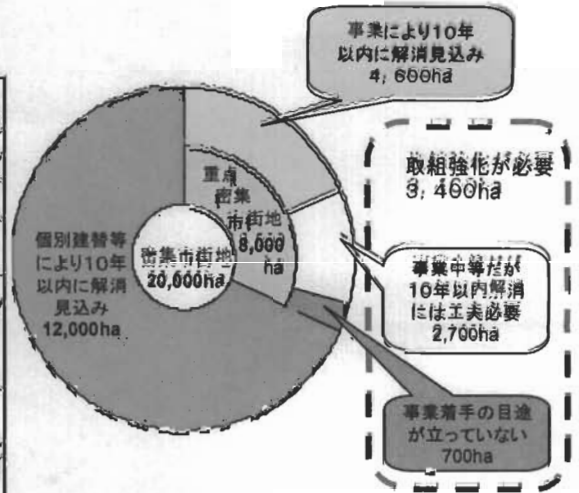 事業により10年
以内に解消見込み
4,600ha
取組強化が必要
3,400ha
重点
密集
市街地
8,000
ha
密集市街地
20,000ha
個別建替等
により10年
以内に解消
見込み
12,000ha
事業中等だが
10年以内解消
には工夫必要
2,700ha
事業着手の目途
が立っていない
700ha